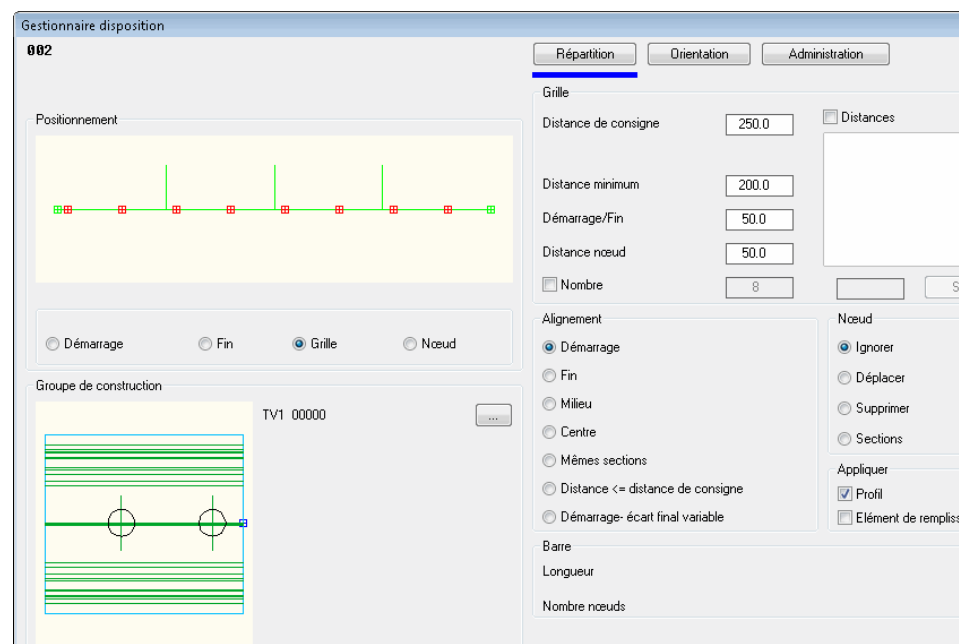 Gestionnaire disposition
002
Répartition
Orientation
Administration
Positionnement
Démarrage
Fin
Grille
Nœud
Groupe de construction
TV1 00000
...
Grille
Distance de consigne
250.0
Distances
Distance minimum
200.0
Démarrage/Fin
50.0
Distance nœud
50.0
Nombre
8
S
Alignement
Démarrage
Fin
Milieu
Centre
Mêmes sections
Distance <= distance de consigne
Démarrage- écart final variable
Nœud
Ignorer
Déplacer
Supprimer
Sections
Appliquer
Profil
Elément de remplis
Barre
Longueur
Nombre nœuds